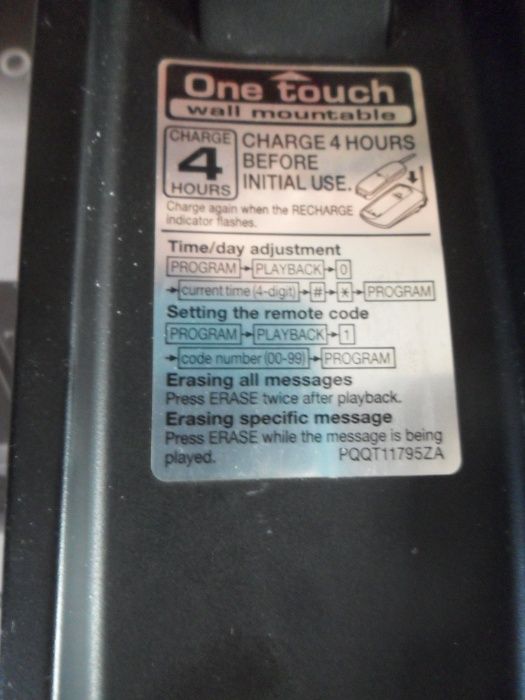 One touch
wall mountable
CHARGE
4
HOURS
CHARGE 4 HOURS
BEFORE
INITIAL USE.
Charge again when the RECHARGE
indicator flashes.
Time/day adjustment
PROGRAM PLAYBACK 0
current time (4-digit) # * PROGRAM
Setting the remote code
PROGRAM PLAYBACK 1
code number (00-99) PROGRAM
Erasing all messages
Press ERASE twice after playback.
Erasing specific message
Press ERASE while the message is being
played. PQQT11795ZA